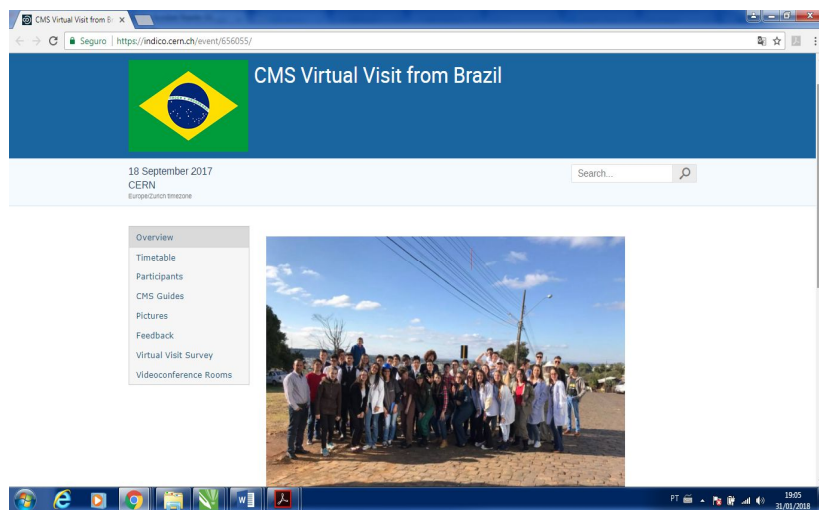 CMS Virtual Visit from Br
Seguro
https://indico.cern.ch/event/656055/
CMS Virtual Visit from Brazil
18 September 2017
CERN
Europe/Zurich timezone
Search...
Overview
Timetable
Participants
CMS Guides
Pictures
Feedback
Virtual Visit Survey
Videoconference Rooms
PT
19:05
31/01/2018